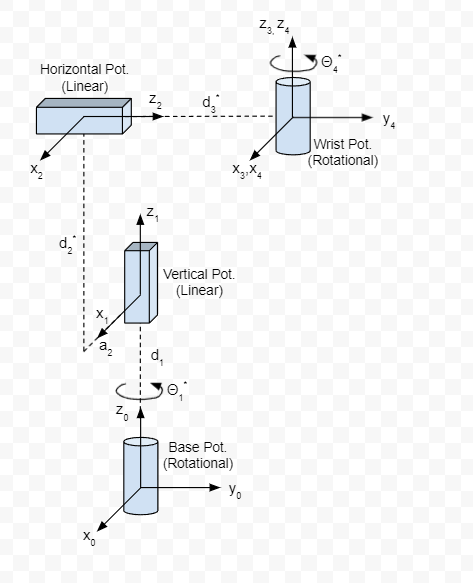 z3, z4
Θ4*
Horizontal Pot.
(Linear)
z2
d3*
y4
Wrist Pot.
(Rotational)
x2
x3,x4
z1
d2*
Vertical Pot.
(Linear)
x1
a2
d1
Θ1*
z0
Base Pot.
(Rotational)
y0
x0